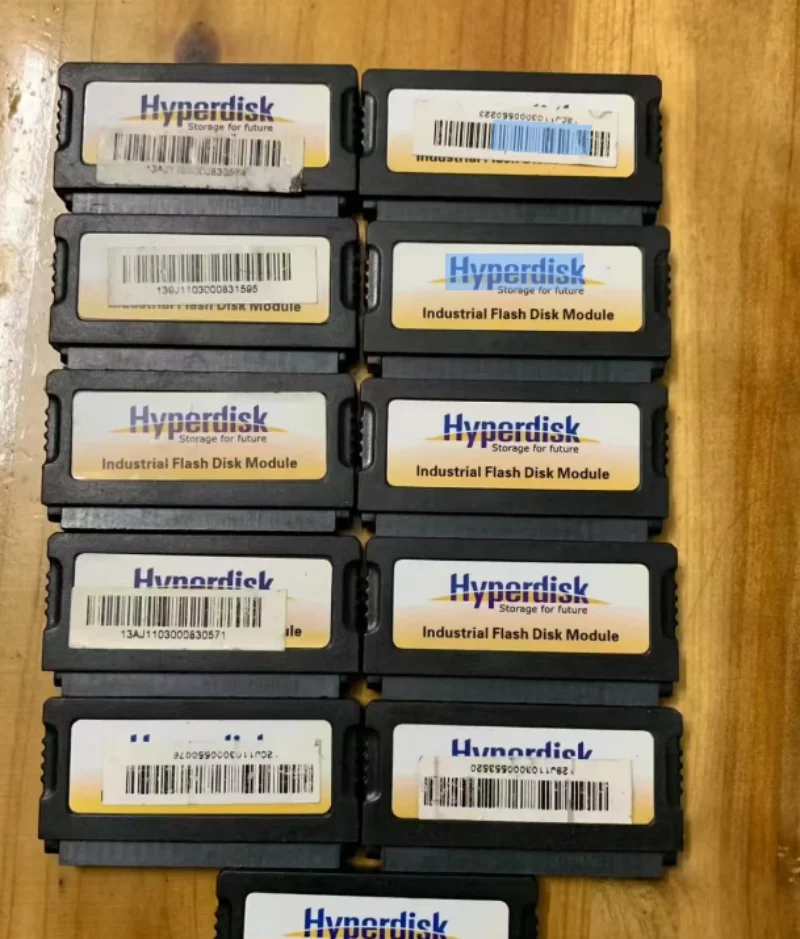 Hyperdisk
Storage for future
139J1103000831595
Industrial Flash Disk Module
Hyperdisk
Storage for future
Industrial Flash Disk Module
Hyperdisk
Storage for future
Industrial Flash Disk Module
Hyperdisk
Storage for future
Industrial Flash Disk Module
Hyperdisk
13AJ1103000830571
Hyperdisk
Storage for future
Industrial Flash Disk Module
Hyperdisk
Hyperdisk